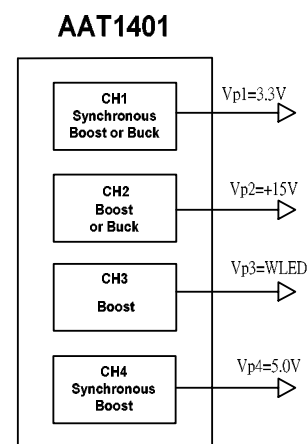 AAT1401
CH1
Synchronous
Boost or Buck
Vp1=3.3V
CH2
Boost
or Buck
Vp2=+15V
CH3
Boost
Vp3=WLED
CH4
Synchronous
Boost
Vp4=5.0V